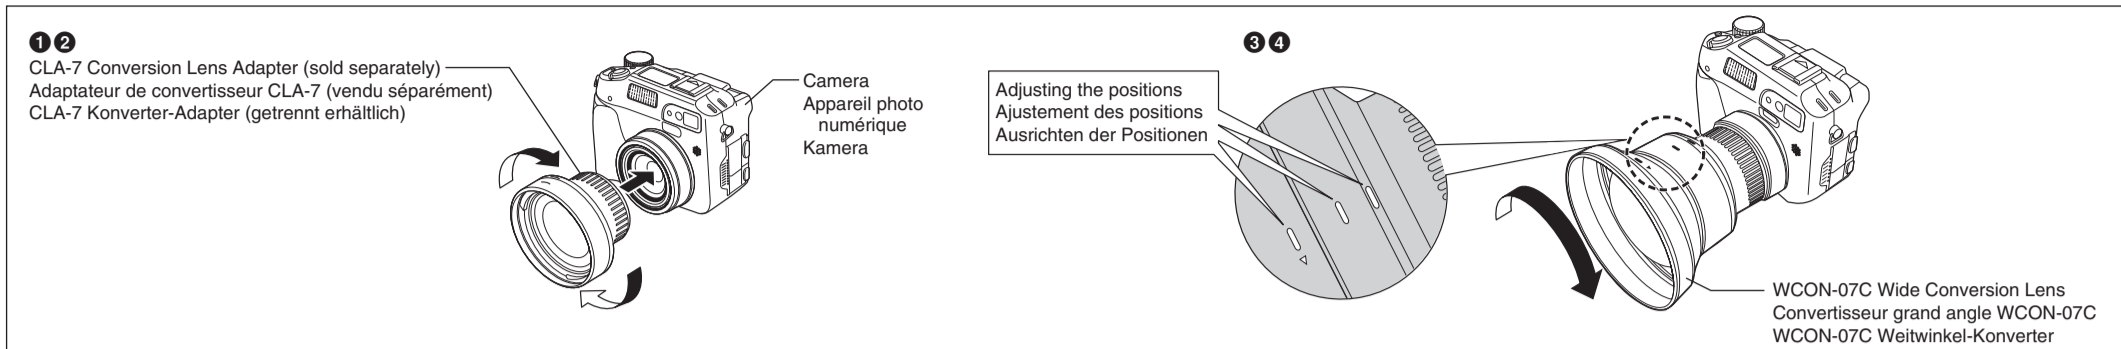 ❶❷
CLA-7 Conversion Lens Adapter (sold separately)
Adaptateur de convertisseur CLA-7 (vendu séparément)
CLA-7 Konverter-Adapter (getrennt erhältlich)
Camera
Appareil photo
numérique
Kamera
❸❹
Adjusting the positions
Ajustement des positions
Ausrichten der Positionen
WCON-07C Wide Conversion Lens
Convertisseur grand angle WCON-07C
WCON-07C Weitwinkel-Konverter